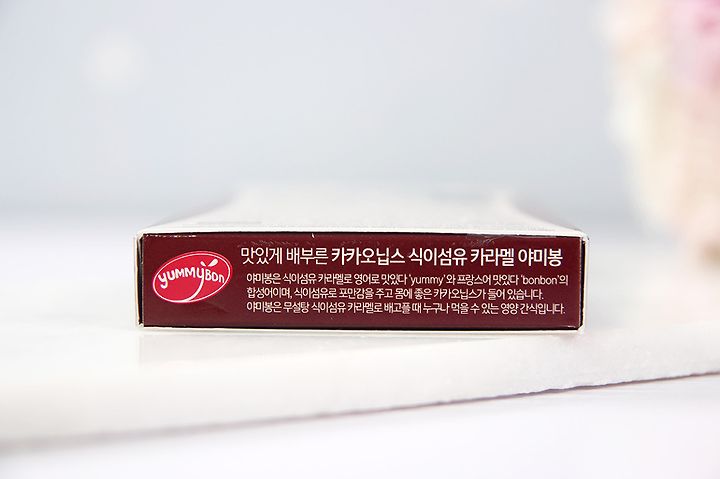 yummybon
맛있게 배부른 카카오닙스 식이섬유 카라멜 야미봉
야미봉은 식이섬유 카라멜로 영어로 맛있다 'yummy'와 프랑스어 맛있다 'bonbon'의
합성어이며, 식이섬유로 포만감을 주고 몸에 좋은 카카오닙스가 들어 있습니다.
야미봉은 무설탕 식이섬유 카라멜로 배고플 때 누구나 먹을 수 있는 영양 간식입니다.